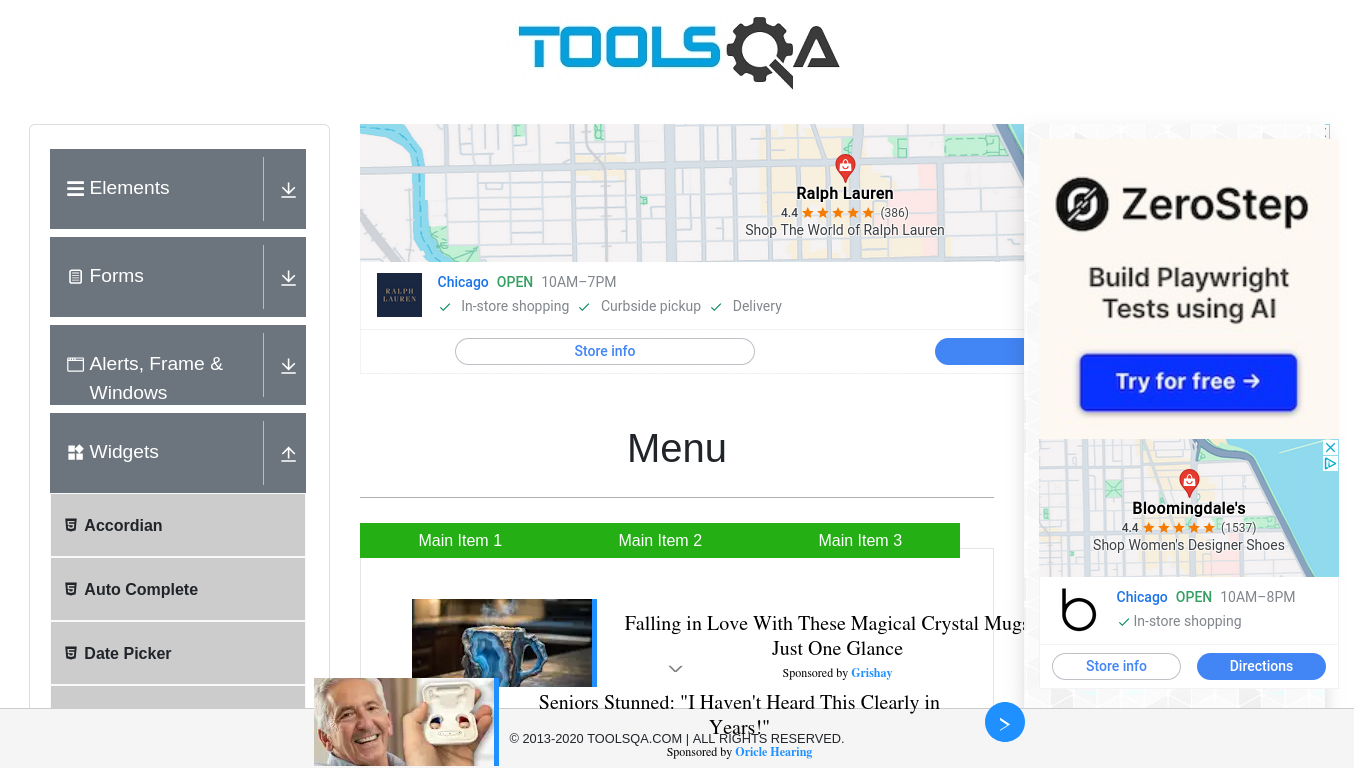 TOOLSQA
Elements
Forms
Alerts, Frame &
Windows
Widgets
Accordian
Auto Complete
Date Picker
Ralph Lauren
4.4 (386)
Shop The World of Ralph Lauren
RALPH
LAUREN
Chicago OPEN 10AM–7PM
In-store shopping Curbside pickup Delivery
Store info
Menu
Main Item 1 Main Item 2 Main Item 3
Falling in Love With These Magical Crystal Mugs
Just One Glance
Sponsored by Grishay
Seniors Stunned: "I Haven't Heard This Clearly in
Years!"
Sponsored by Oricle Hearing
© 2013-2020 TOOLSQA.COM | ALL RIGHTS RESERVED.
ZeroStep
Build Playwright
Tests using AI
Try for free →
Bloomingdale's
4.4 (1537)
Shop Women's Designer Shoes
b
Chicago OPEN 10AM–8PM
In-store shopping
Store info
Directions